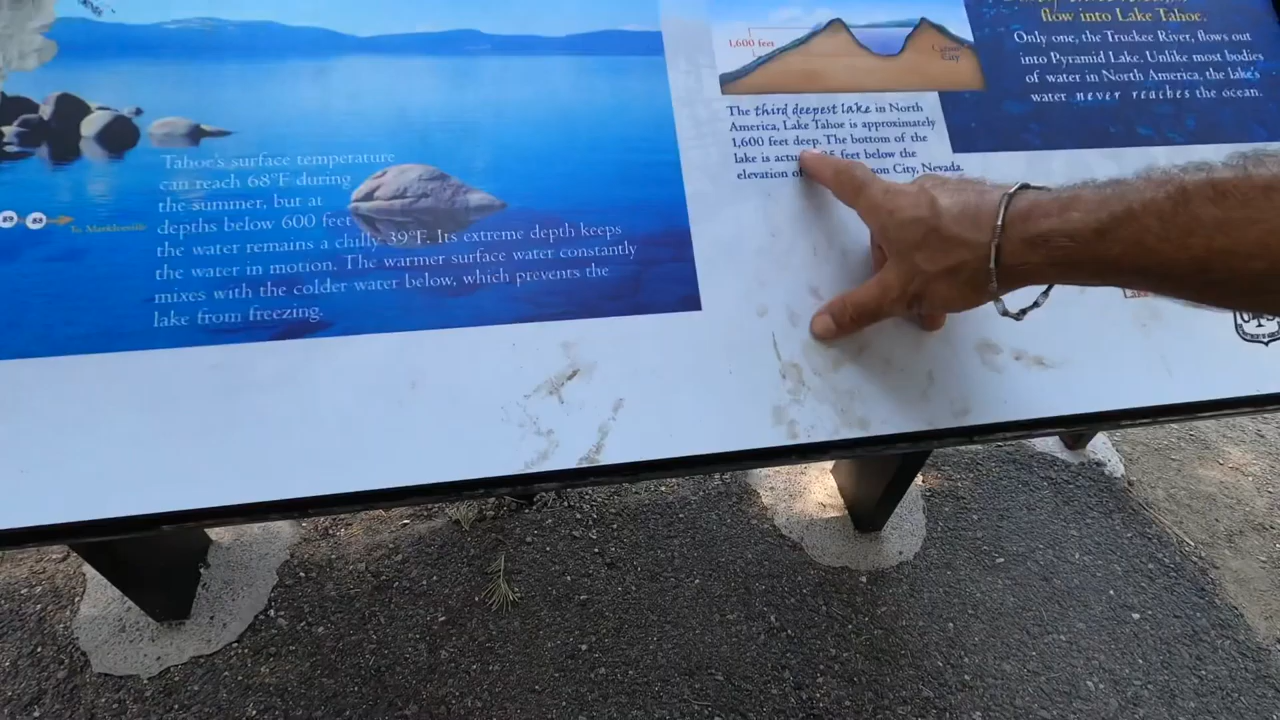 Tahoe's surface temperature
can reach 68°F during
the summer, but at
depths below 600 feet
the water remains a chilly 39°F. Its extreme depth keeps
the water in motion. The warmer surface water constantly
mixes with the colder water below, which prevents the
lake from freezing.
89 88 To Markleeville
1,600 feet
Carson
City
The third deepest lake in North
America, Lake Tahoe is approximately
1,600 feet deep. The bottom of the
lake is feet below the
elevation of City, Nevada.
flow into Lake Tahoe.
Only one, the Truckee River, flows out
into Pyramid Lake. Unlike most bodies
of water in North America, the lake's
water never reaches the ocean.